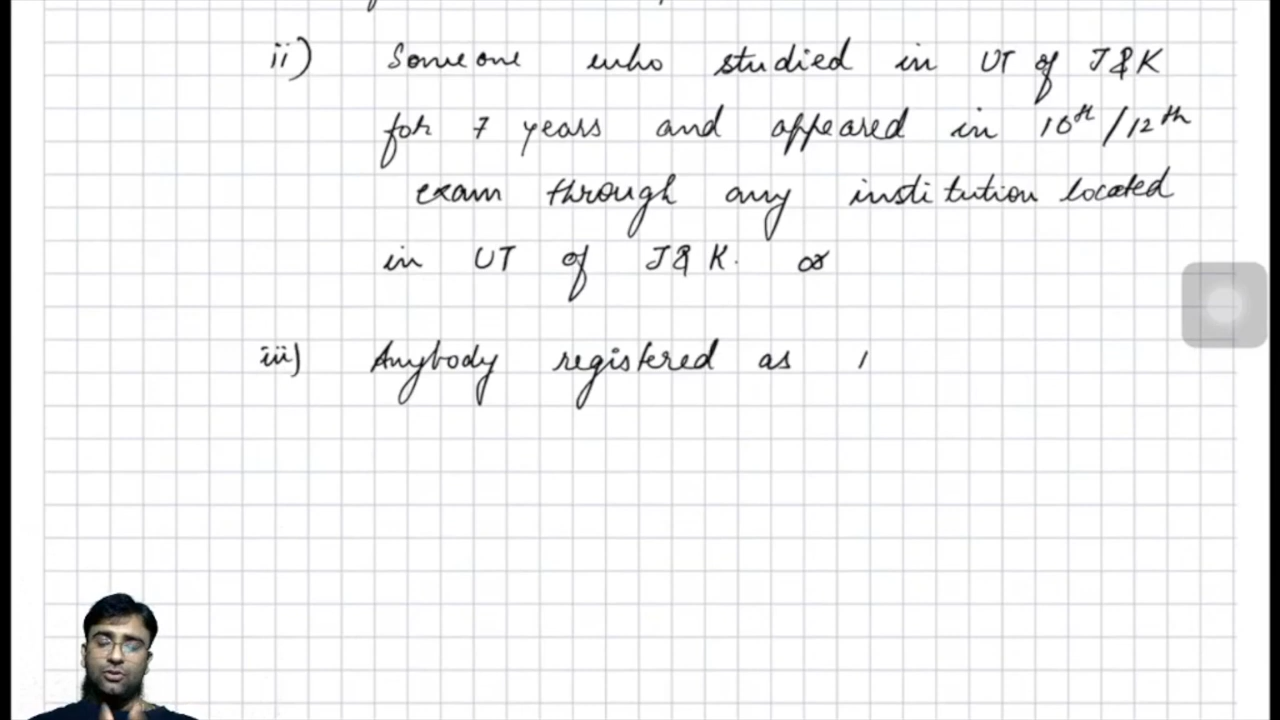 ii) Someone who studied in UT of J&K
for 7 years and appeared in 10th/12th
exam through any institution located
in UT of J&K. or
iii) Anybody registered as